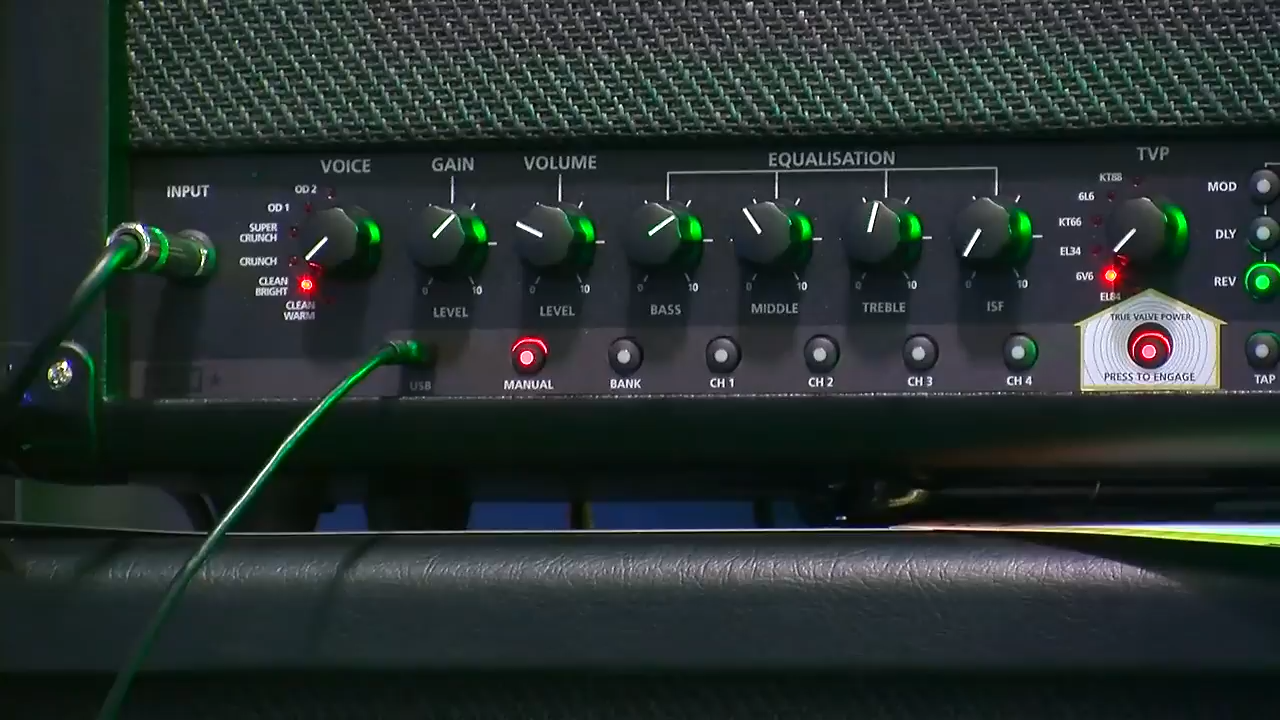 INPUT
VOICE
OD 2
OD 1
SUPER
CRUNCH
CRUNCH
CLEAN
BRIGHT
CLEAN
WARM
GAIN
0 10
LEVEL
VOLUME
0 10
LEVEL
EQUALISATION
0 10
BASS
0 10
MIDDLE
0 10
TREBLE
0 10
ISF
TVP
KT88
6L6
KT66
EL34
6V6
EL84
TRUE VALVE POWER
PRESS TO ENGAGE
MOD
DLY
REV
TAP
USB
MANUAL
BANK
CH 1
CH 2
CH 3
CH 4